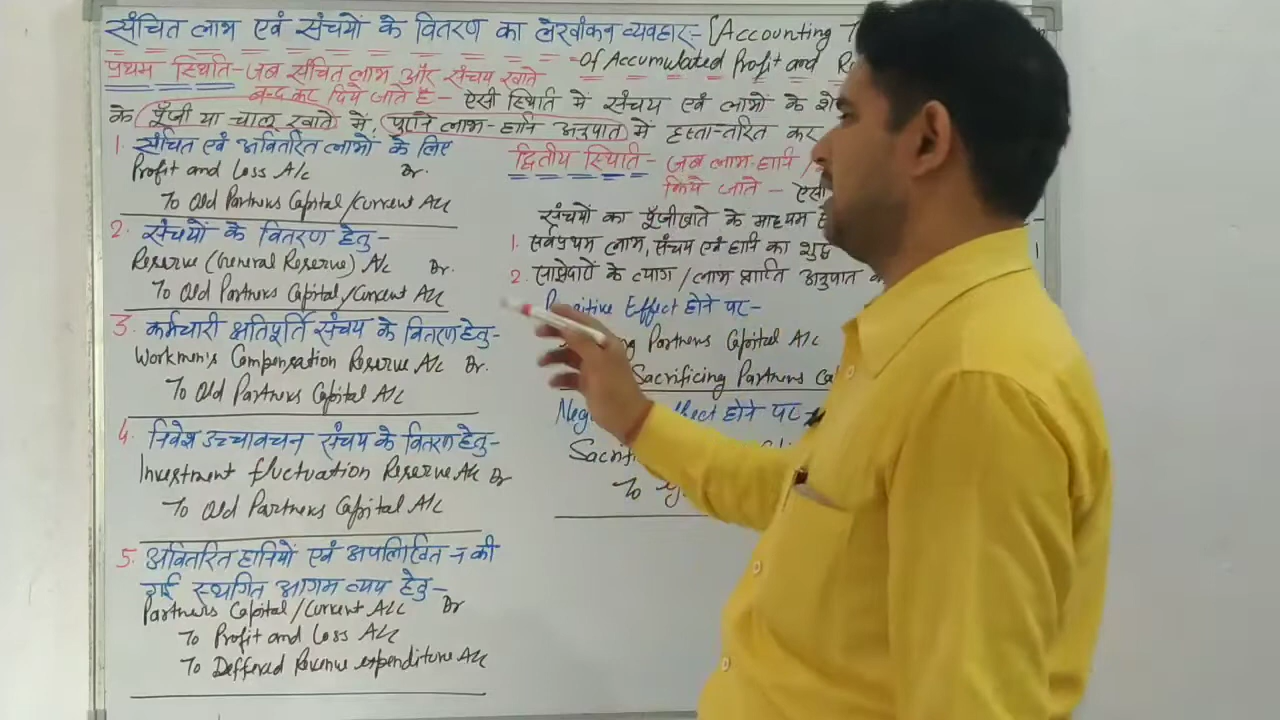 संचित लाभ एवं संचयों के वितरण का लेखांकन व्यवहार:- (Accounting
Of Accumulated Profit and
प्रथम स्थिति - जब संचित लाभ और संचय खाते
बन्द कर दिये जाते है - ऐसी स्थिति में संचय एवं लाभों के
के पूँजी या चालू खाते में, पुराने लाभ-हानि अनुपात में हस्तान्तरित कर
1. संचित एवं अवितरित लाभों के लिए
Profit and Loss A/c Dr.
To Old Partners Capital/Current A/c
2. संचयों के वितरण हेतु-
Reserve (General Reserve) A/c Dr.
To Old Partners Capital/Current A/c
3. कर्मचारी क्षतिपूर्ति संचय के वितरण हेतु-
Workmen's Compensation Reserve A/c Dr.
To Old Partners Capital A/c
4. निवेश उच्चावचन संचय के वितरण हेतु-
Investment fluctuation Reserve A/c Dr
To Old Partners Capital A/c
5. अवितरित हानियों एवं अपलिखित न की
गई स्थगित आगम व्यय हेतु-
Partners Capital/Current A/c Dr
To Profit and Loss A/c
To Deffered Revenue expenditure A/c
द्वितीय स्थिति - जब लाभ-हानि /
किये जाते -
संचयों का पूँजीखाते के माध्यम
1. सर्वप्रथम लाभ, संचय एवं हानि का शुद्ध
2. साझेदारों के त्याग/लाभ प्राप्ति अनुपात
Effect होने पर-
Partners Capital A/c
Sacrificing Partners
होने पर
To